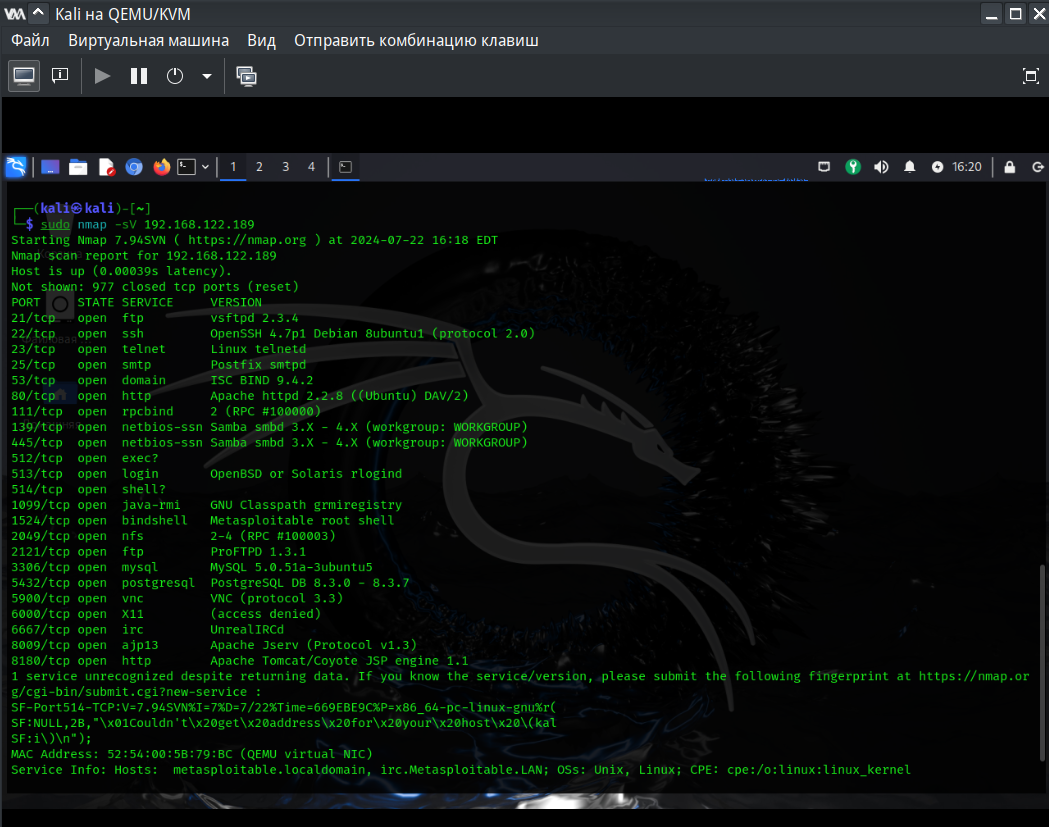 Kali на QEMU/KVM
Файл Виртуальная машина Вид Отправить комбинацию клавиш
1 2 3 4 16:20
┌──(kali㉿kali)-[~]
└─$ sudo nmap -sV 192.168.122.189
Starting Nmap 7.94SVN ( https://nmap.org ) at 2024-07-22 16:18 EDT
Nmap scan report for 192.168.122.189
Host is up (0.00039s latency).
Not shown: 977 closed tcp ports (reset)
PORT STATE SERVICE VERSION
21/tcp open ftp vsftpd 2.3.4
22/tcp open ssh OpenSSH 4.7p1 Debian 8ubuntu1 (protocol 2.0)
23/tcp open telnet Linux telnetd
25/tcp open smtp Postfix smtpd
53/tcp open domain ISC BIND 9.4.2
80/tcp open http Apache httpd 2.2.8 ((Ubuntu) DAV/2)
111/tcp open rpcbind 2 (RPC #100000)
139/tcp open netbios-ssn Samba smbd 3.X - 4.X (workgroup: WORKGROUP)
445/tcp open netbios-ssn Samba smbd 3.X - 4.X (workgroup: WORKGROUP)
512/tcp open exec?
513/tcp open login OpenBSD or Solaris rlogind
514/tcp open shell?
1099/tcp open java-rmi GNU Classpath grmiregistry
1524/tcp open bindshell Metasploitable root shell
2049/tcp open nfs 2-4 (RPC #100003)
2121/tcp open ftp ProFTPD 1.3.1
3306/tcp open mysql MySQL 5.0.51a-3ubuntu5
5432/tcp open postgresql PostgreSQL DB 8.3.0 - 8.3.7
5900/tcp open vnc VNC (protocol 3.3)
6000/tcp open X11 (access denied)
6667/tcp open irc UnrealIRCd
8009/tcp open ajp13 Apache Jserv (Protocol v1.3)
8180/tcp open http Apache Tomcat/Coyote JSP engine 1.1
1 service unrecognized despite returning data. If you know the service/version, please submit the following fingerprint at https://nmap.or
g/cgi-bin/submit.cgi?new-service :
SF-Port514-TCP:V=7.94SVN%I=7%D=7/22%Time=669EBE9C%P=x86_64-pc-linux-gnu%r(
SF:NULL,2B,"\x01Couldn't\x20get\x20address\x20for\x20your\x20host\x20\(kal
SF:i\)\n");
MAC Address: 52:54:00:5B:79:BC (QEMU virtual NIC)
Service Info: Hosts: metasploitable.localdomain, irc.Metasploitable.LAN; OSs: Unix, Linux; CPE: cpe:/o:linux:linux_kernel